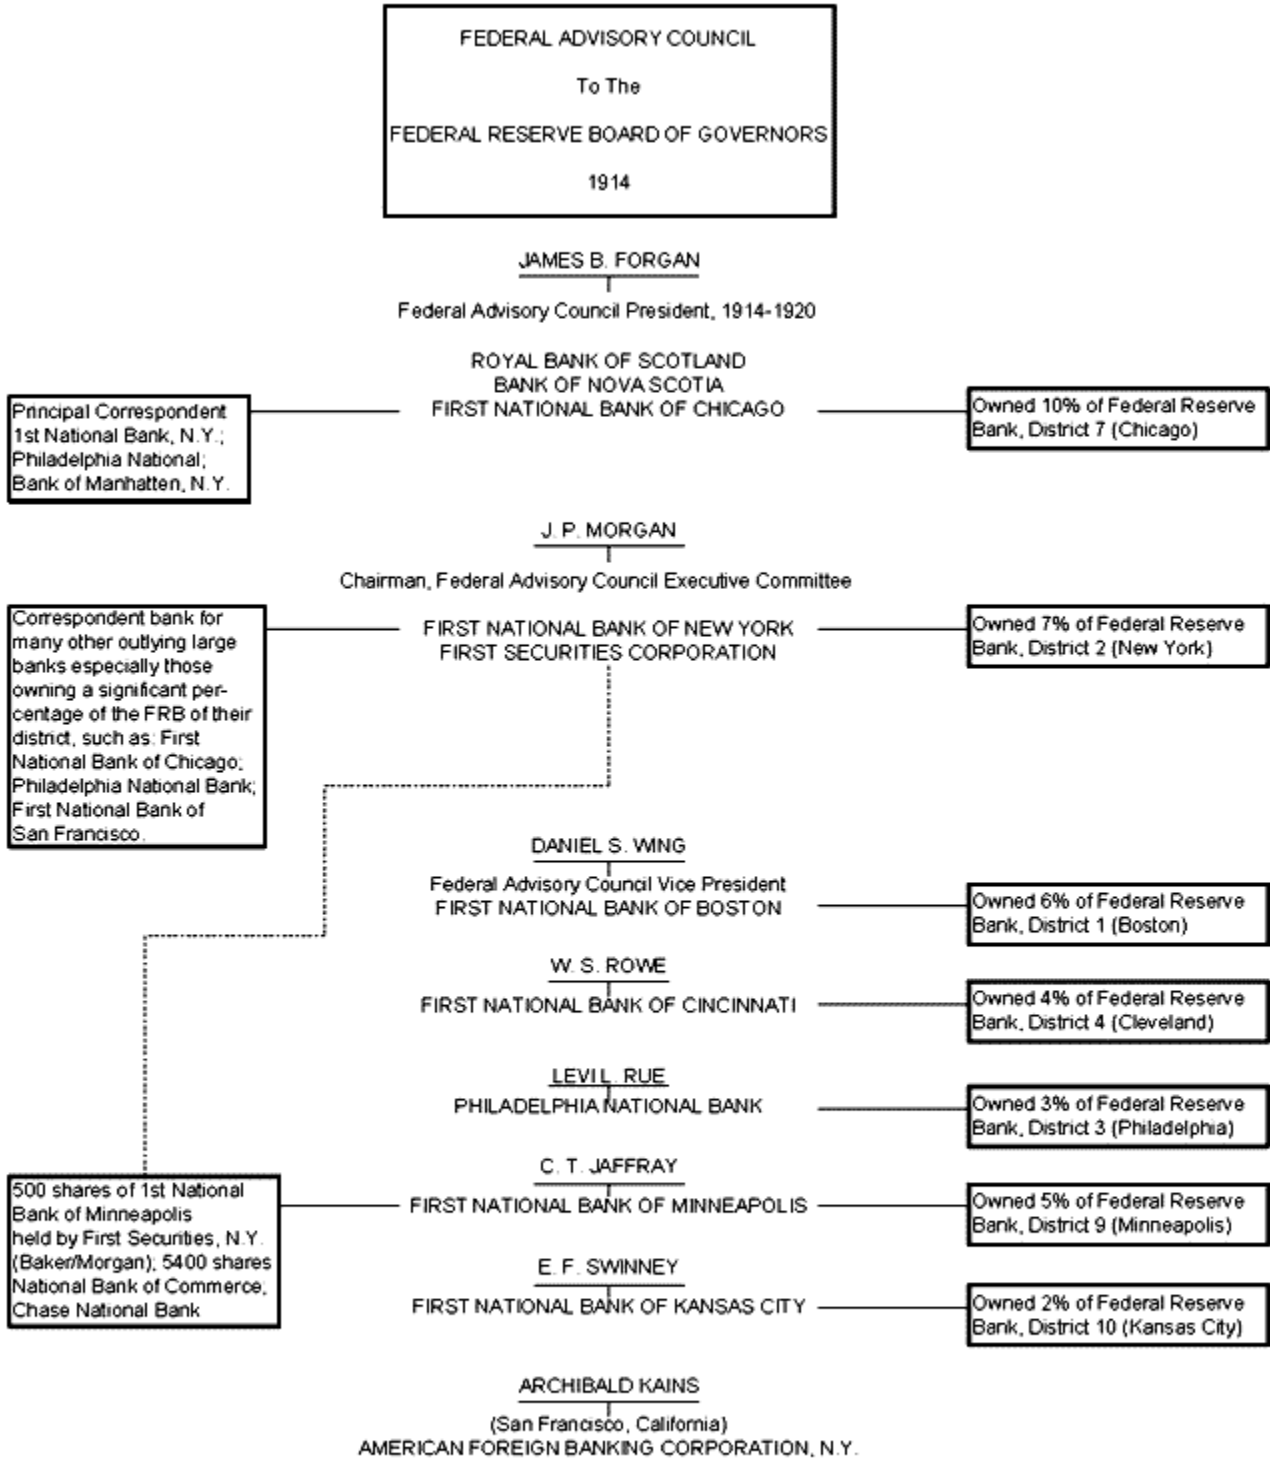 FEDERAL ADVISORY COUNCIL
To The
FEDERAL RESERVE BOARD OF GOVERNORS
1914
JAMES B. FORGAN
Federal Advisory Council President, 1914-1920
ROYAL BANK OF SCOTLAND
BANK OF NOVA SCOTIA
FIRST NATIONAL BANK OF CHICAGO
Principal Correspondent
1st National Bank, N.Y.;
Philadelphia National;
Bank of Manhatten, N.Y.
Owned 10% of Federal Reserve
Bank, District 7 (Chicago)
J. P. MORGAN
Chairman, Federal Advisory Council Executive Committee
Correspondent bank for
many other outlying large
banks especially those
owning a significant per-
centage of the FRB of their
district, such as: First
National Bank of Chicago;
Philadelphia National Bank;
First National Bank of
San Francisco.
FIRST NATIONAL BANK OF NEW YORK
FIRST SECURITIES CORPORATION
Owned 7% of Federal Reserve
Bank, District 2 (New York)
DANIEL S. WING
Federal Advisory Council Vice President
FIRST NATIONAL BANK OF BOSTON
Owned 6% of Federal Reserve
Bank, District 1 (Boston)
W. S. ROWE
FIRST NATIONAL BANK OF CINCINNATI
Owned 4% of Federal Reserve
Bank, District 4 (Cleveland)
LEVI L. RUE
PHILADELPHIA NATIONAL BANK
Owned 3% of Federal Reserve
Bank, District 3 (Philadelphia)
C. T. JAFFRAY
500 shares of 1st National
Bank of Minneapolis
held by First Securities, N.Y.
(Baker/Morgan); 5400 shares
National Bank of Commerce;
Chase National Bank
FIRST NATIONAL BANK OF MINNEAPOLIS
Owned 5% of Federal Reserve
Bank, District 9 (Minneapolis)
E. F. SWINNEY
FIRST NATIONAL BANK OF KANSAS CITY
Owned 2% of Federal Reserve
Bank, District 10 (Kansas City)
ARCHIBALD KAINS
(San Francisco, California)
AMERICAN FOREIGN BANKING CORPORATION, N.Y.